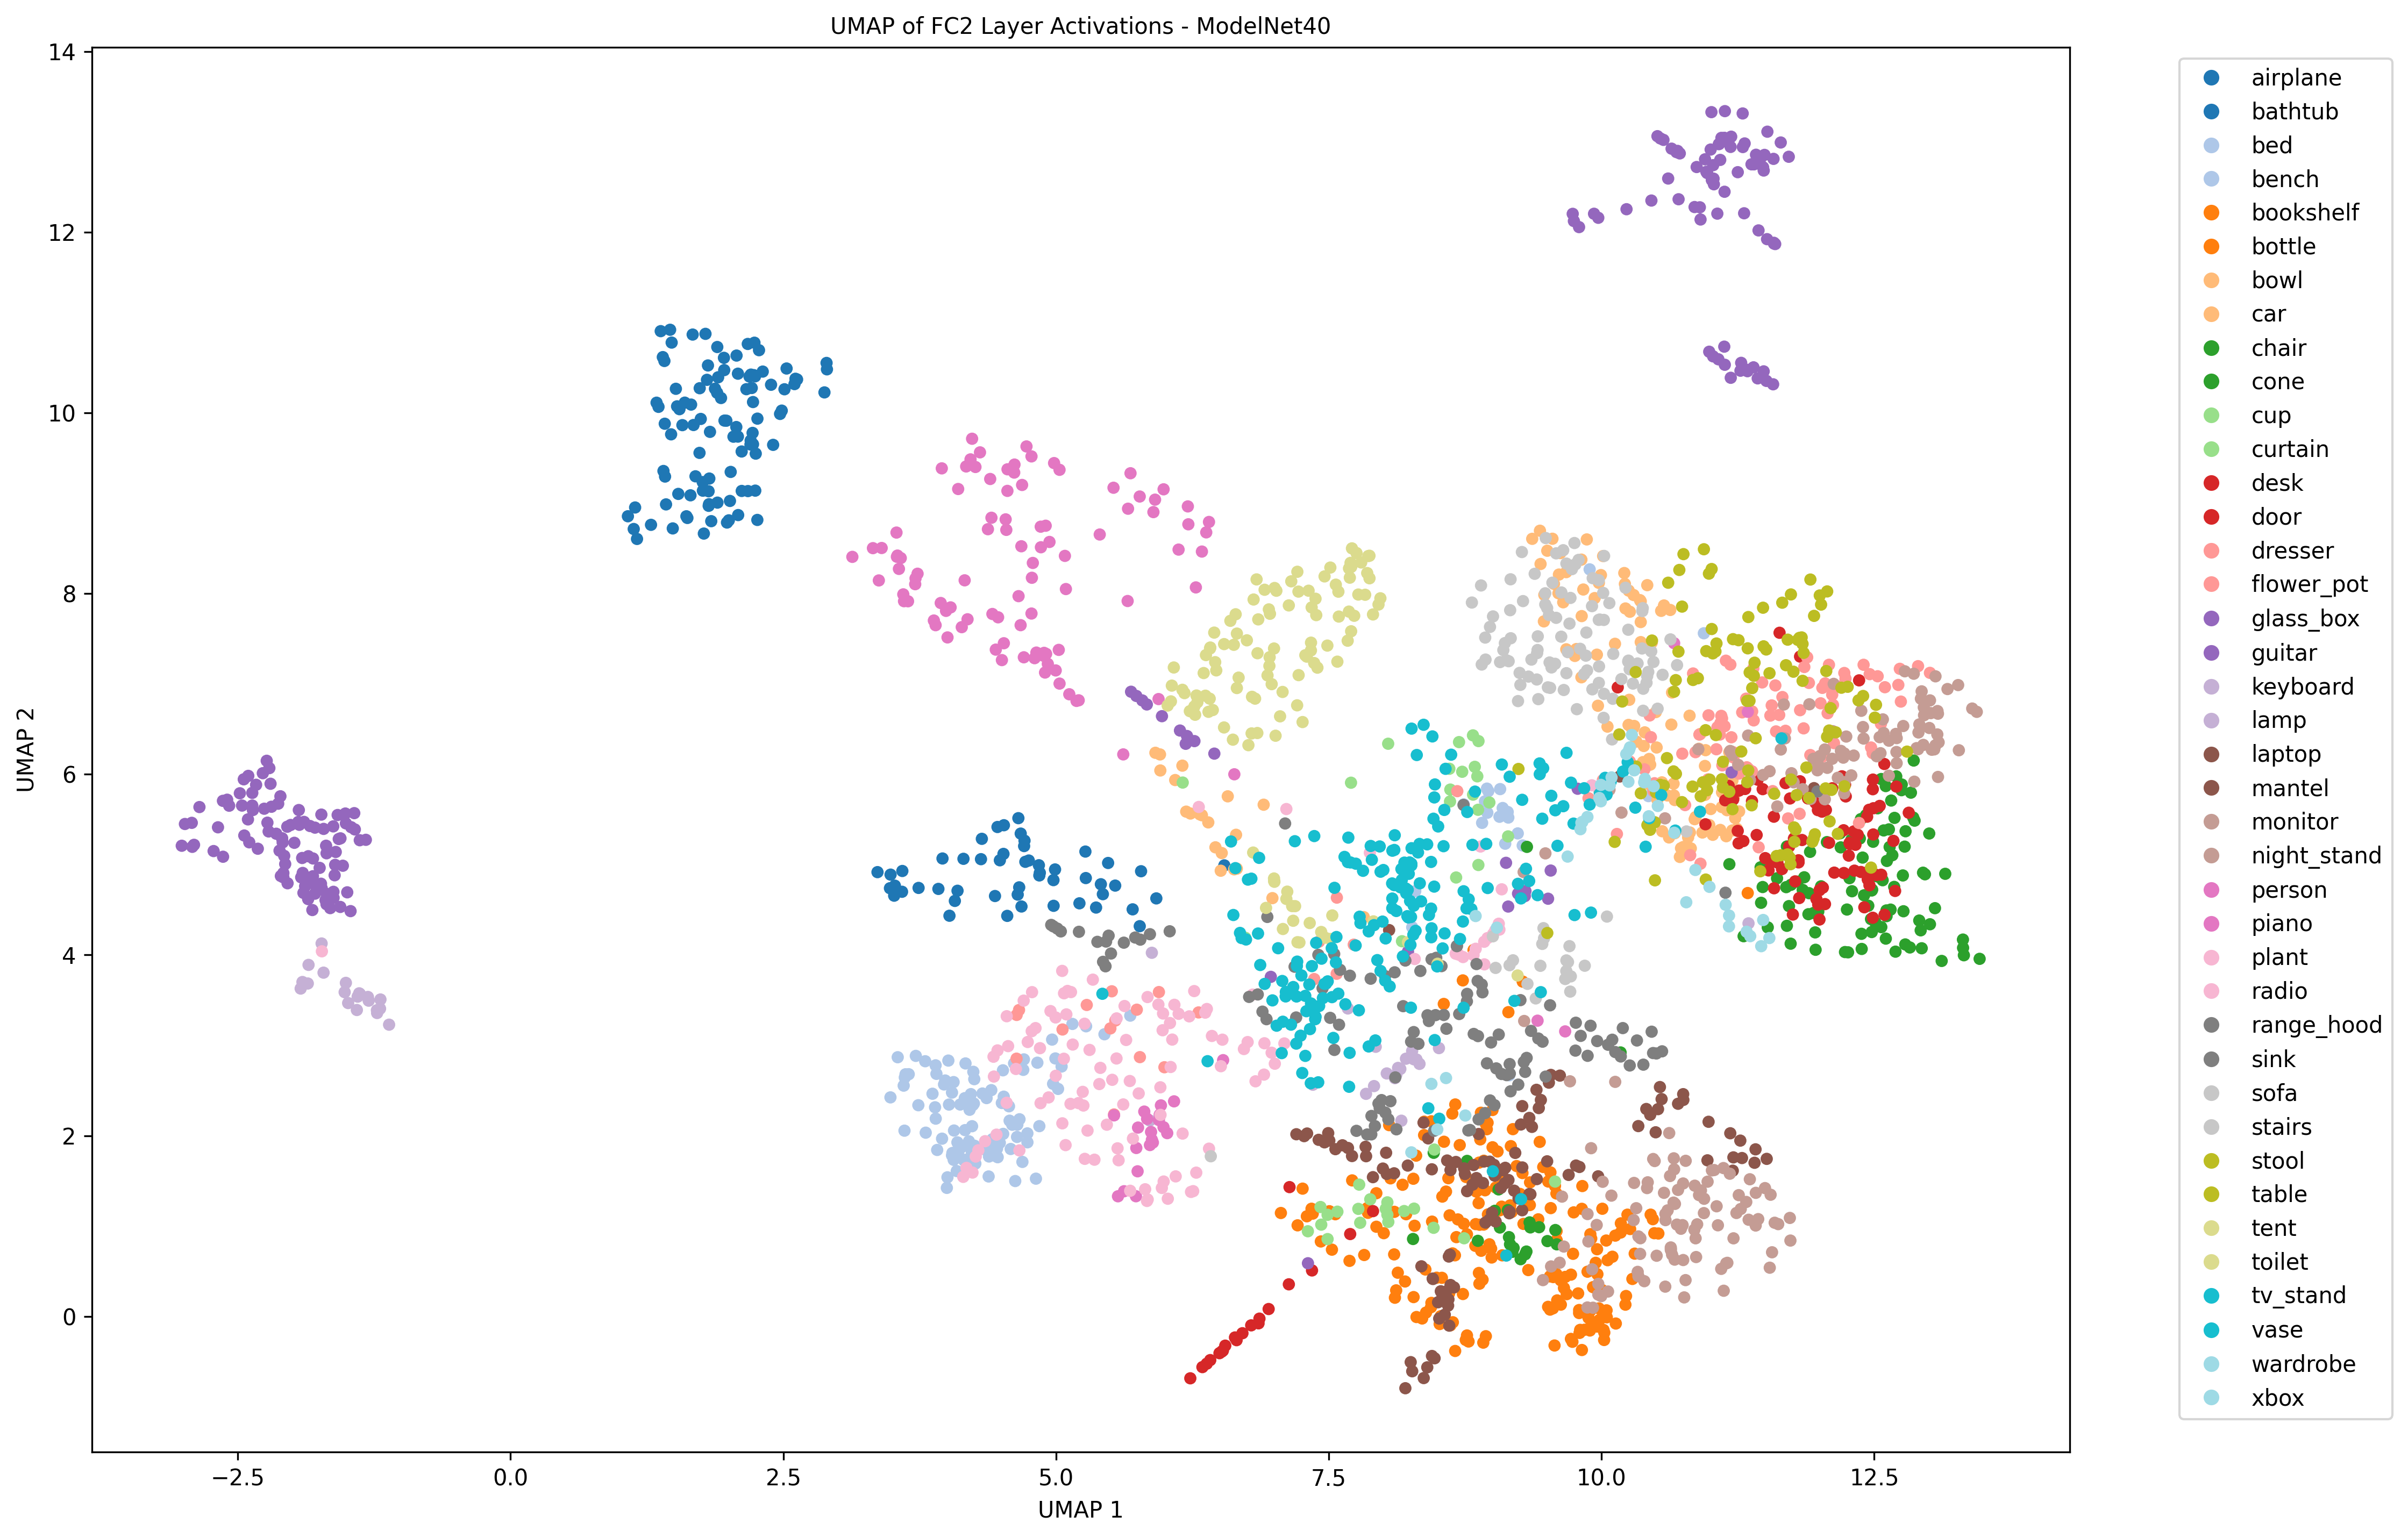 UMAP of FC2 Layer Activations - ModelNet40
14
12
10
8
6
4
2
0
UMAP 2
−2.5
0.0
2.5
5.0
7.5
10.0
12.5
UMAP 1
airplane
bathtub
bed
bench
bookshelf
bottle
bowl
car
chair
cone
cup
curtain
desk
door
dresser
flower_pot
glass_box
guitar
keyboard
lamp
laptop
mantel
monitor
night_stand
person
piano
plant
radio
range_hood
sink
sofa
stairs
stool
table
tent
toilet
tv_stand
vase
wardrobe
xbox